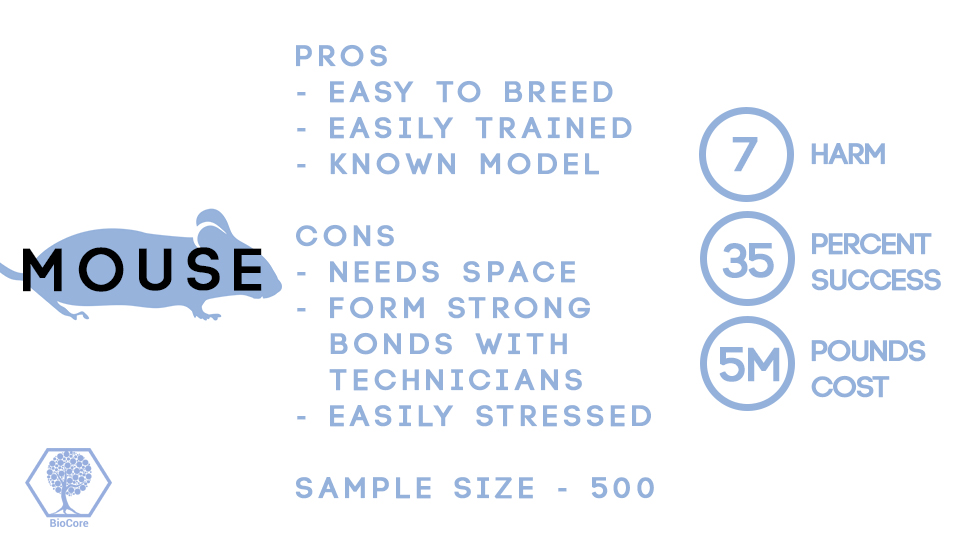 MOUSE
PROS
- EASY TO BREED
- EASILY TRAINED
- KNOWN MODEL
CONS
- NEEDS SPACE
- FORM STRONG
BONDS WITH
TECHNICIANS
- EASILY STRESSED
SAMPLE SIZE - 500
7 HARM
35 PERCENT
SUCCESS
5M POUNDS
COST
BioCore